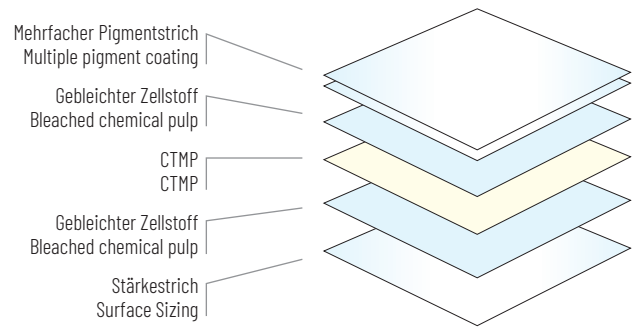 Mehrfacher Pigmentstrich
Multiple pigment coating
Gebleichter Zellstoff
Bleached chemical pulp
CTMP
CTMP
Gebleichter Zellstoff
Bleached chemical pulp
Stärkestrich
Surface Sizing